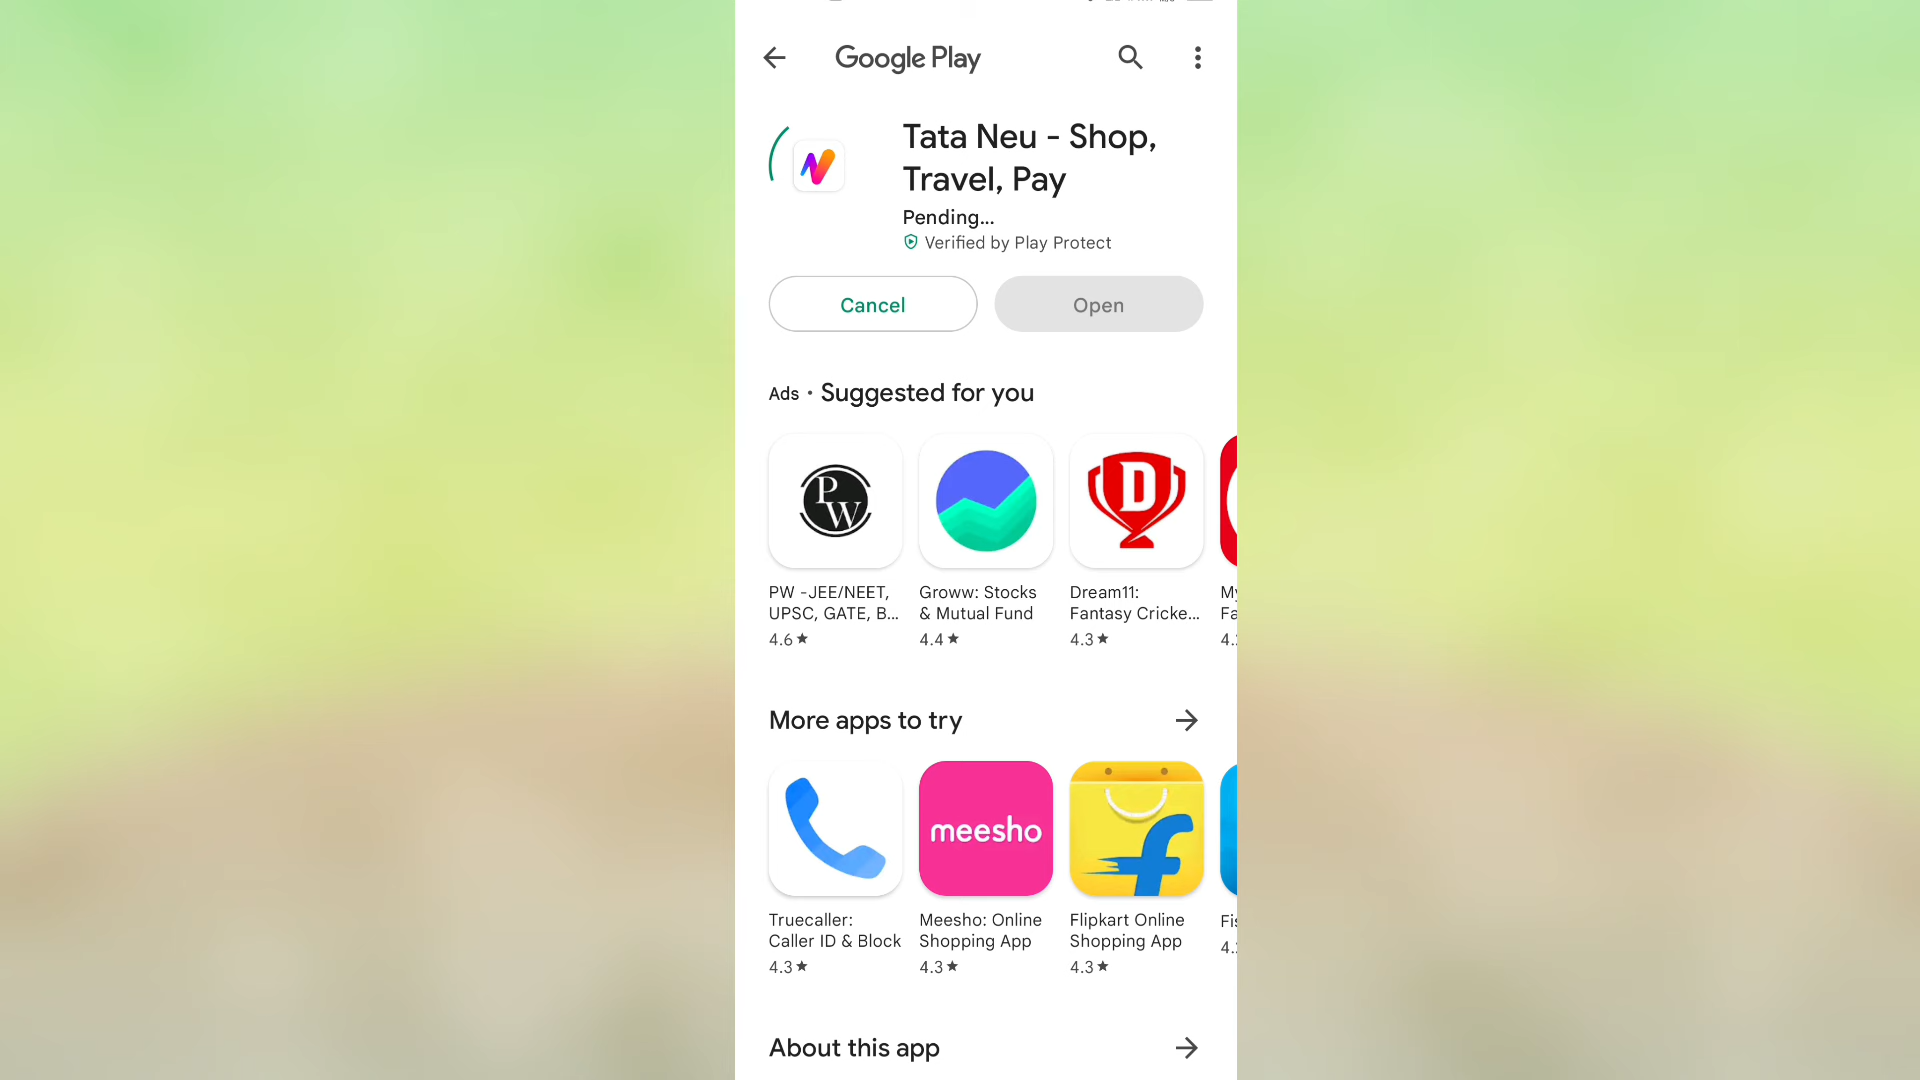 Google Play
Tata Neu - Shop,
Travel, Pay
Pending...
Verified by Play Protect
Cancel
Open
Ads • Suggested for you
PW
D
PW -JEE/NEET,
UPSC, GATE, B...
4.6★
Groww: Stocks
& Mutual Fund
4.4★
Dream11:
Fantasy Cricke...
4.3★
More apps to try
meesho
f
Truecaller:
Caller ID & Block
4.3★
Meesho: Online
Shopping App
4.3★
Flipkart Online
Shopping App
4.3★
About this app